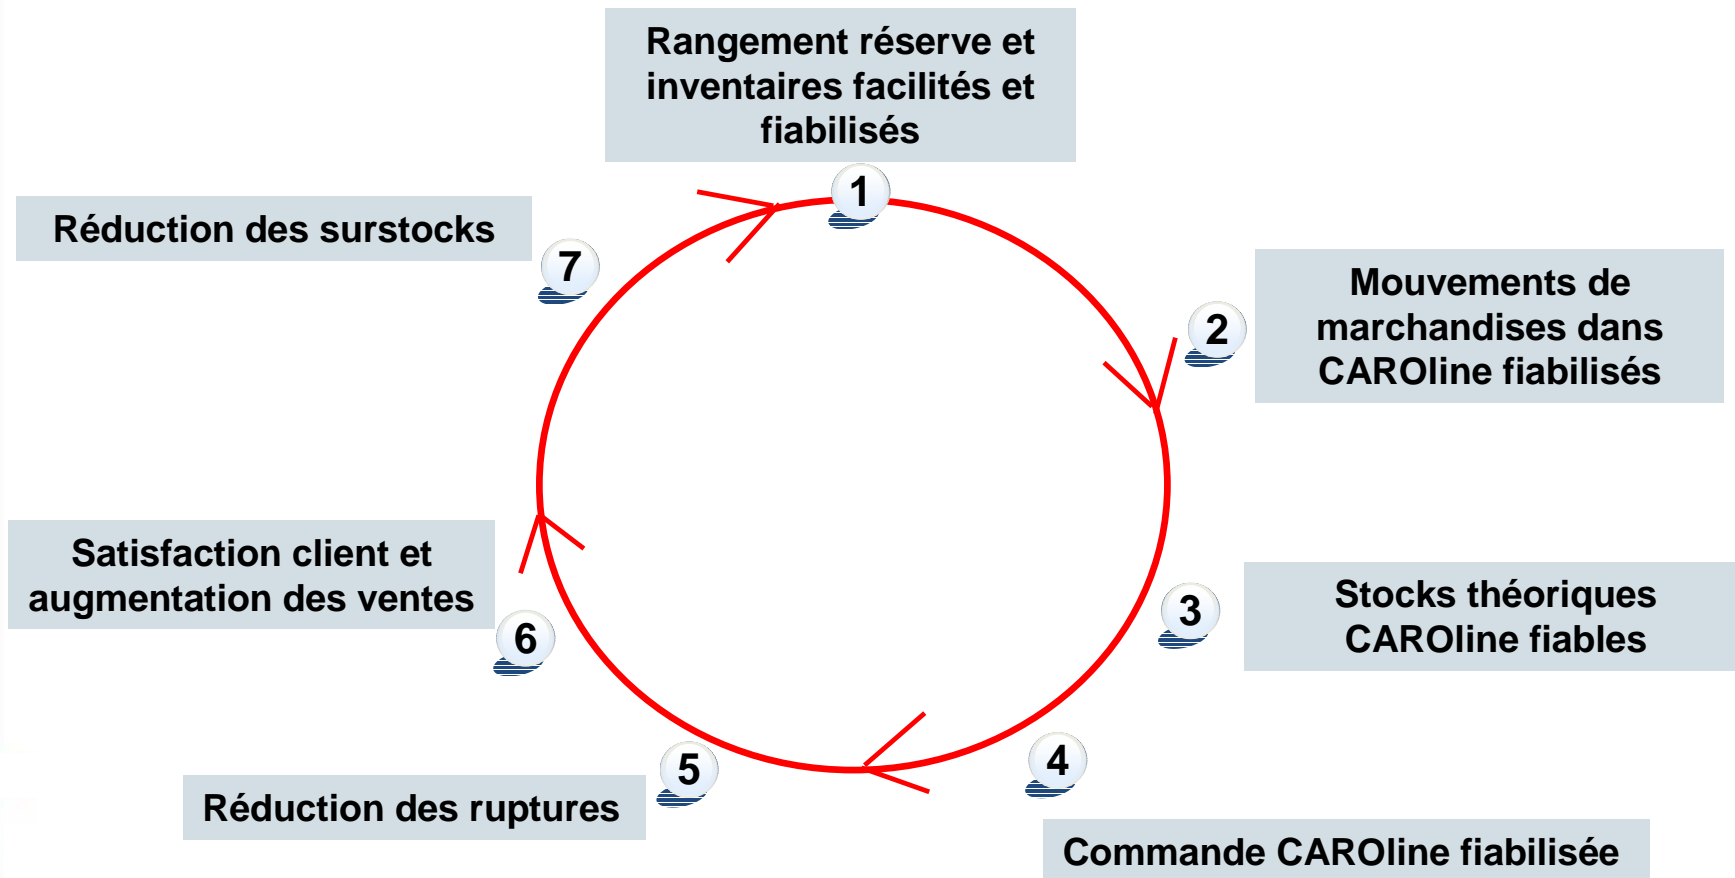 Rangement réserve et
inventaires facilités et
fiabilisés
1
Mouvements de
marchandises dans
CAROline fiabilisés
2
Stocks théoriques
CAROline fiables
3
Commande CAROline fiabilisée
4
Réduction des ruptures
5
Satisfaction client et
augmentation des ventes
6
Réduction des surstocks
7